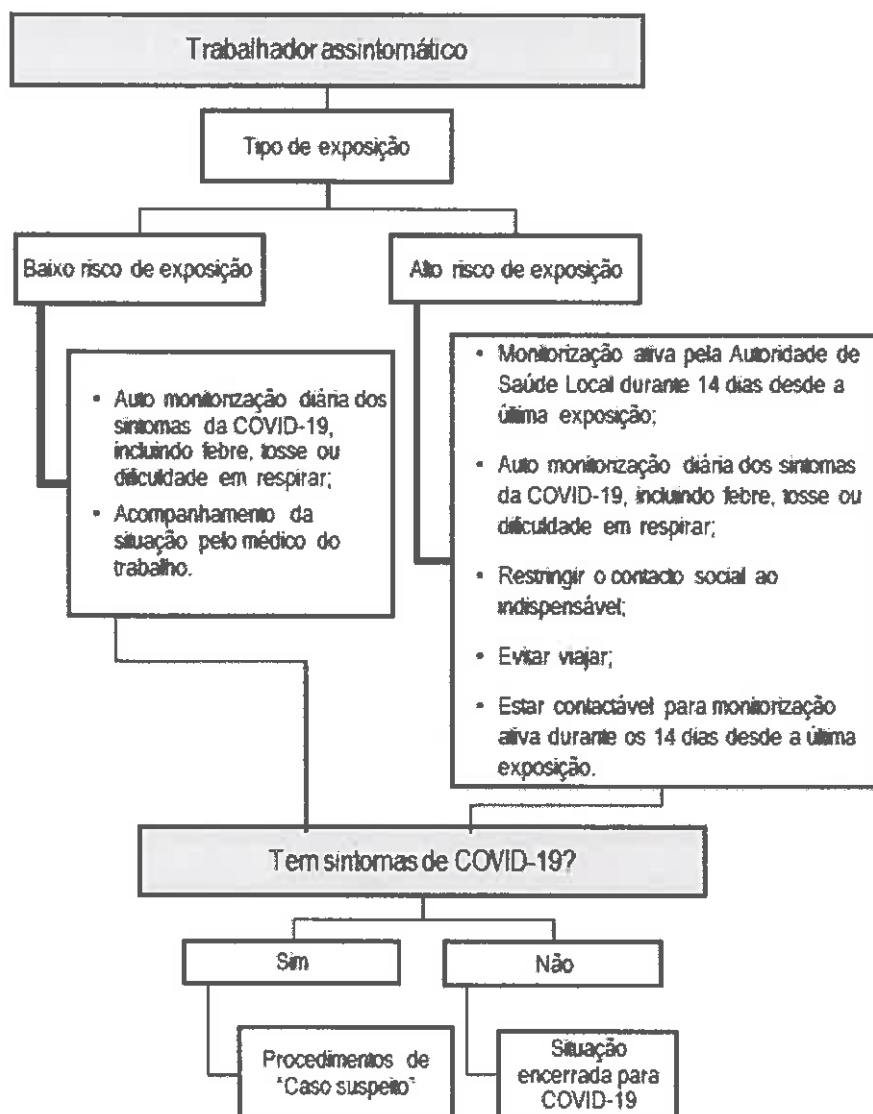 Trabalhador assintomático
Tipo de exposição
Baixo risco de exposição
Alto risco de exposição
• Auto monitorização diária dos
sintomas da COVID-19,
incluindo febre, tosse ou
dificuldade em respirar;
• Acompanhamento da
situação pelo médico do
trabalho.
• Monitorização ativa pela Autoridade de
Saúde Local durante 14 dias desde a
última exposição;
• Auto monitorização diária dos sintomas
da COVID-19, incluindo febre, tosse ou
dificuldade em respirar;
• Restringir o contacto social ao
indispensável;
• Evitar viajar;
• Estar contactável para monitorização
ativa durante os 14 dias desde a última
exposição.
Tem sintomas de COVID-19?
Sim
Não
Procedimentos de
"Caso suspeito"
Situação
encerrada para
COVID-19